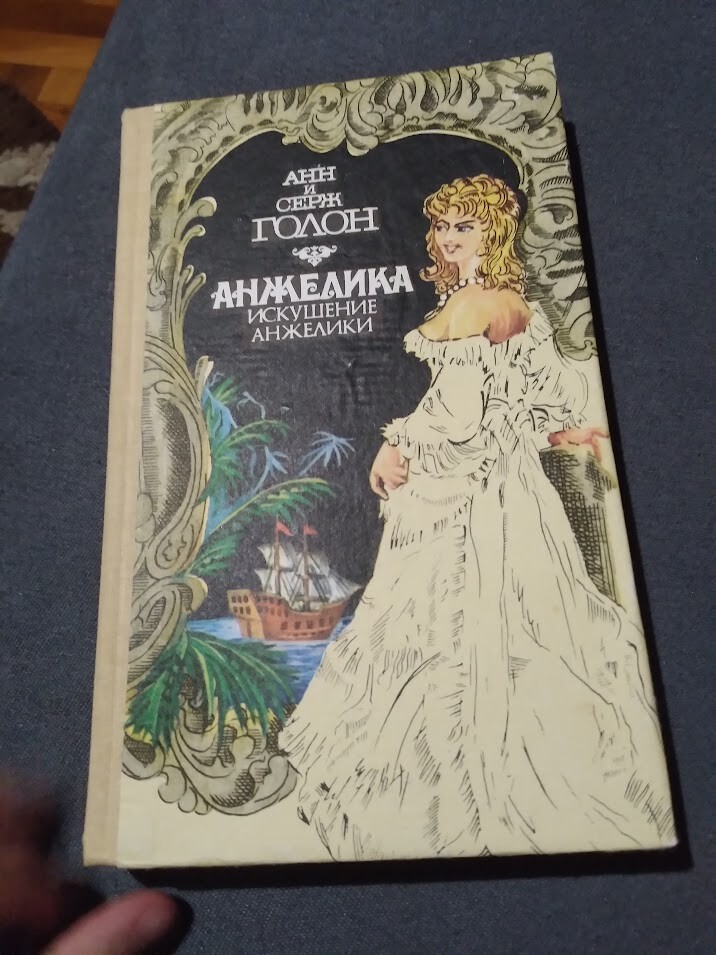 АНН
И
СЕРЖ
ГОЛОН
АНЖЕЛИКА
ИСКУШЕНИЕ
АНЖЕЛИКИ